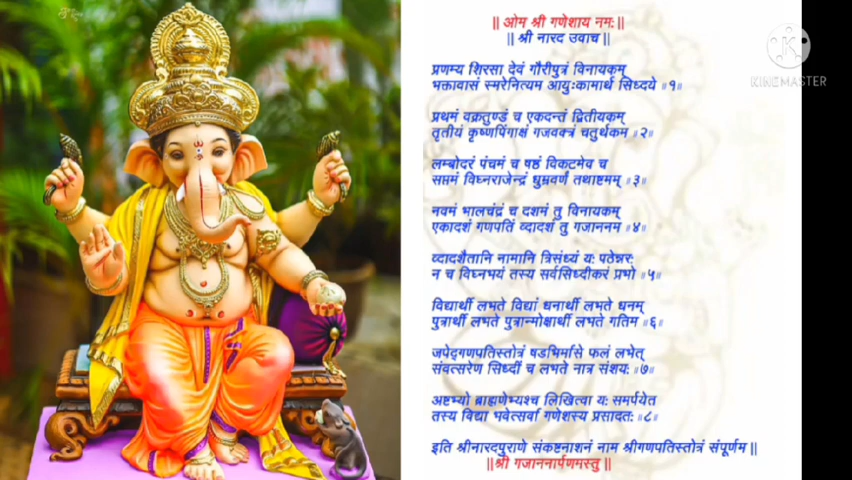 || ओम श्री गणेशाय नम: ||
|| श्री नारद उवाच ||
प्रणम्य शिरसा देवं गौरीपुत्रं विनायकम्
भक्तावासं स्मरेनित्यम आयुःकामार्थ सिध्दये ॥१॥
प्रथमं वक्रतुण्डं च एकदन्तं द्वितीयकम्
तृतीयं कृष्णपिंगाक्षं गजवक्त्रं चतुर्थकम ॥२॥
लम्बोदरं पंचमं च षष्ठं विकटमेव च
सप्तमं विघ्नराजेन्द्रं धुम्रवर्णं तथाष्टमम् ॥३॥
नवमं भालचंद्रं च दशमं तु विनायकम्
एकादशं गणपतिं व्दादशं तु गजाननम ॥४॥
व्दादशैतानि नामानि त्रिसंध्यं य: पठेन्नर:
न च विघ्नभयं तस्य सर्वसिध्दीकरं प्रभो ॥५॥
विद्यार्थी लभते विद्यां धनार्थी लभते धनम्
पुत्रार्थी लभते पुत्रान्मोक्षार्थी लभते गतिम ॥६॥
जपेद्गणपतिस्तोत्रं षडभिर्मासे फलं लभेत्
संवत्सरेण सिध्दीं च लभते नात्र संशय: ॥७॥
अष्टभ्यो ब्राह्मणेभ्यश्च लिखित्वा य: समर्पयेत
तस्य विद्या भवेत्सर्वा गणेशस्य प्रसादत: ॥८॥
इति श्रीनारदपुराणे संकष्टनाशनं नाम श्रीगणपतिस्तोत्रं संपूर्णम ||
||श्री गजाननार्पणमस्तु ||
KINEMASTER